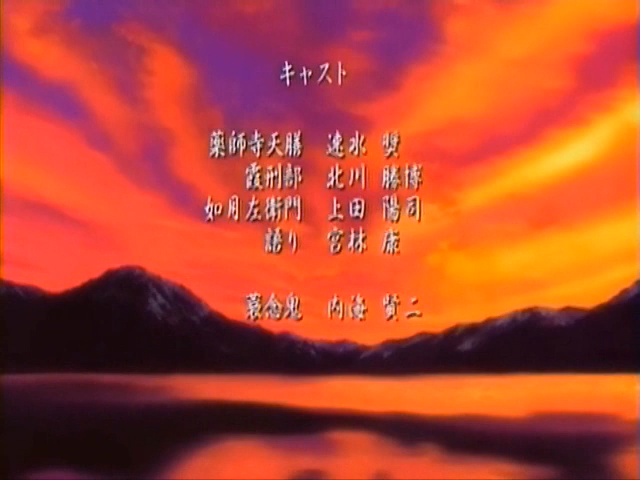 キャスト
薬師寺天膳 速水 奨
霞刑部 北川 勝博
如月左衛門 上田 陽司
語り 宮林 康
蓑念鬼 内海 賢二